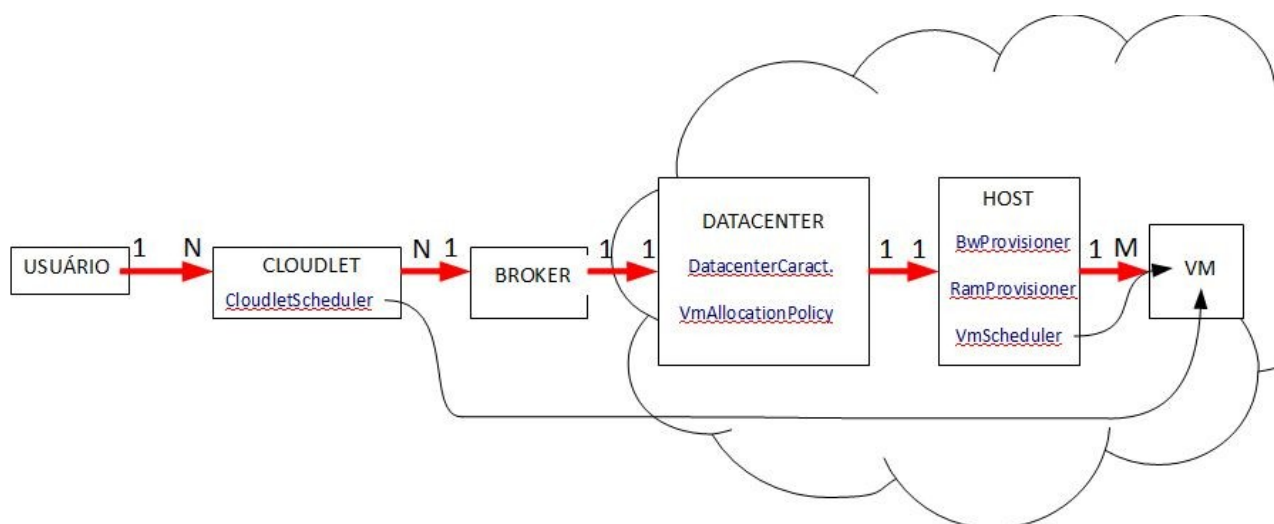 USUÁRIO
1 N
CLOUDLET
CloudletScheduler
N 1
BROKER
1 1
DATACENTER
DatacenterCaract.
VmAllocationPolicy
1 1
HOST
BwProvisioner
RamProvisioner
VmScheduler
1 M
VM